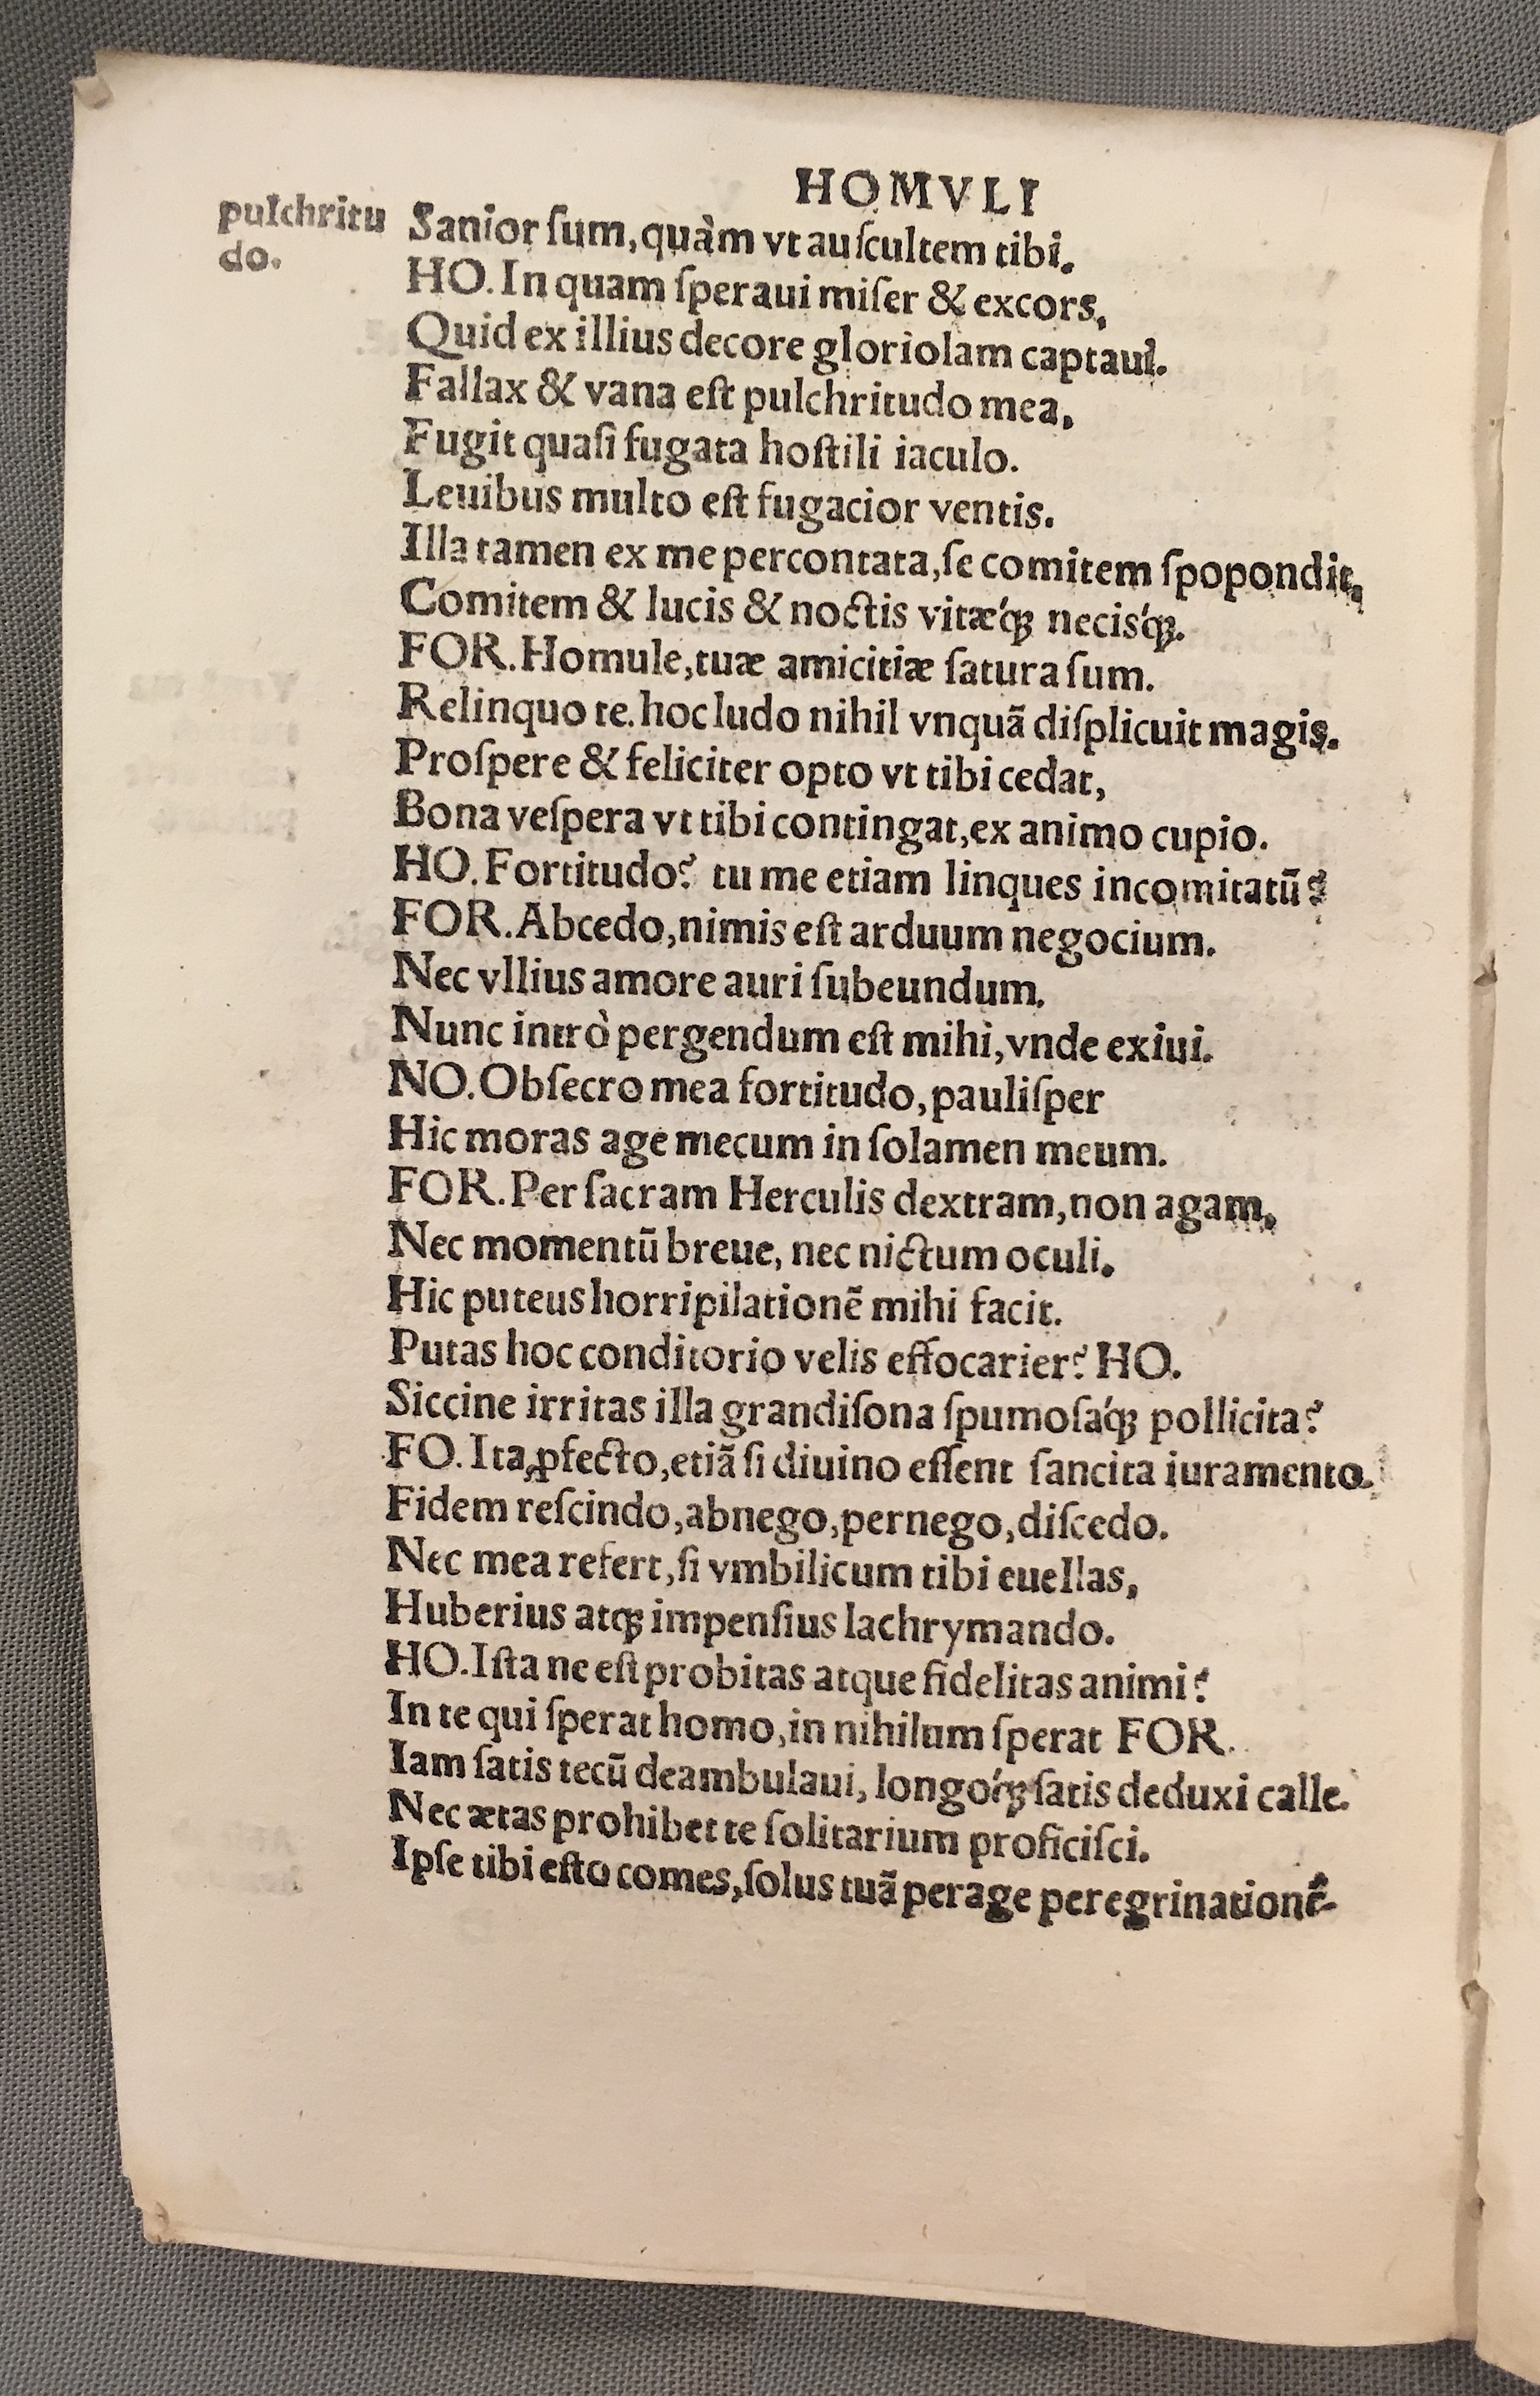 HOMVLI
pulchritu
do.
Sanior ſum, quàm vt auſcultem tibi.
HO. In quam ſperaui miſer & excors,
Quid ex illius decore gloriolam captaui.
Fallax & vana eſt pulchritudo mea,
Fugit quaſi fugata hoſtili iaculo.
Leuibus multo eſt fugacior ventis.
Illa tamen ex me percontata, ſe comitem ſpopondit,
Comitem & lucis & noctis vitæq́ꝫ necisq́ꝫ.
FOR. Homule, tuæ amicitiæ ſatura ſum.
Relinquo te. hoc ludo nihil vnquã diſplicuit magis.
Proſpere & feliciter opto vt tibi cedat,
Bona veſpera vt tibi contingat, ex animo cupio.
HO. Fortitudo? tu me etiam linques incomitatũ?
FOR. Abcedo, nimis eſt arduum negocium.
Nec vllius amore auri ſubeundum.
Nunc intrò pergendum eſt mihi, vnde exiui.
NO. Obſecro mea fortitudo, pauliſper
Hic moras age mecum in ſolamen meum.
FOR. Per ſacram Herculis dextram, non agam,
Nec momentũ breue, nec nictum oculi.
Hic puteus horripilationẽ mihi facit.
Putas hoc conditorio velis effocarier? HO.
Siccine irritas illa grandiſona ſpumoſaq́ꝫ pollicita?
FO. Ita ꝓfecto, etiã ſi diuino eſſent ſancita iuramento.
Fidem reſcindo, abnego, pernego, diſcedo.
Nec mea refert, ſi vmbilicum tibi euellas,
Huberius atqꝫ impenſius lachrymando.
HO. Iſta ne eſt probitas atque fidelitas animi?
In te qui ſperat homo, in nihilum ſperat FOR.
Iam ſatis tecũ deambulaui, longoq́ꝫ ſatis deduxi calle.
Nec ætas prohibet te ſolitarium proficiſci.
Ipſe tibi eſto comes, ſolus tuã perage peregrinationẽ